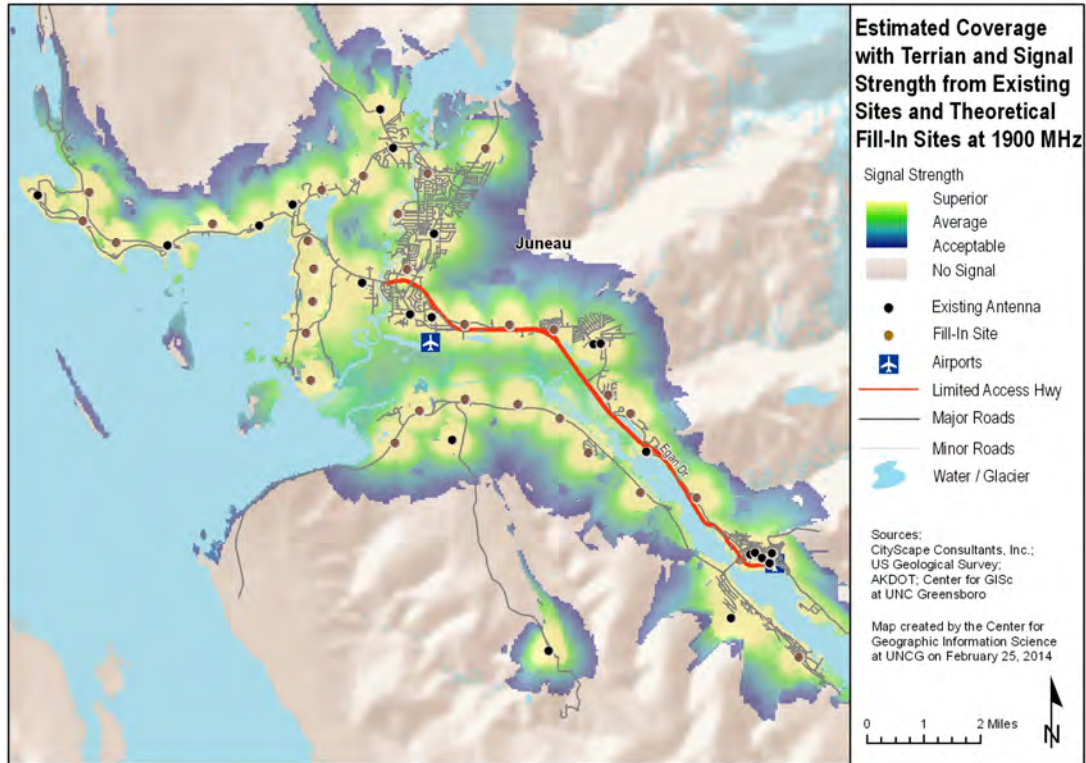 Estimated Coverage
with Terrian and Signal
Strength from Existing
Sites and Theoretical
Fill-In Sites at 1900 MHz
Signal Strength
Superior
Average
Acceptable
No Signal
Existing Antenna
Fill-In Site
Airports
Limited Access Hwy
Major Roads
Minor Roads
Water / Glacier
Sources:
CityScape Consultants, Inc.;
US Geological Survey;
AKDOT; Center for GISc
at UNC Greensboro
Map created by the Center for
Geographic Information Science
at UNCG on February 25, 2014
0 1 2 Miles
N
Juneau
Egan Dr